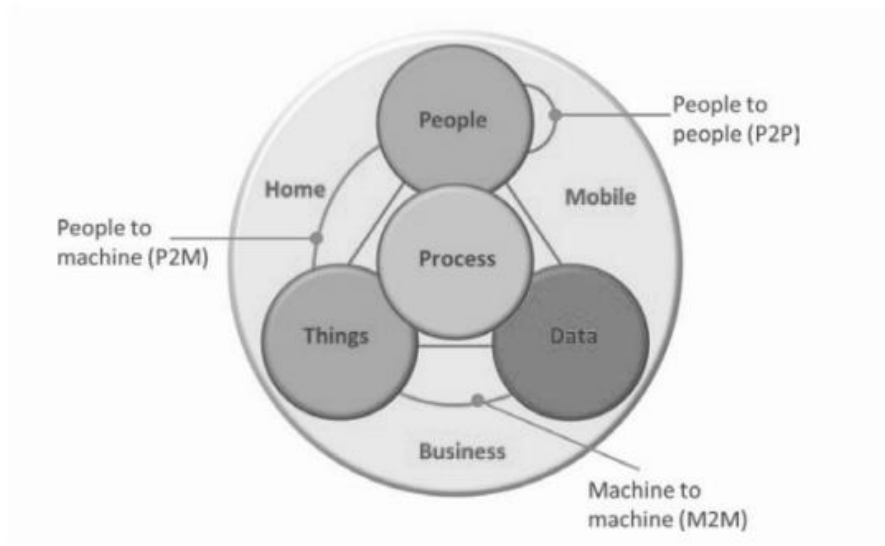 People
People to
people (P2P)
Home
Mobile
People to
machine (P2M)
Process
Things
Data
Business
Machine to
machine (M2M)